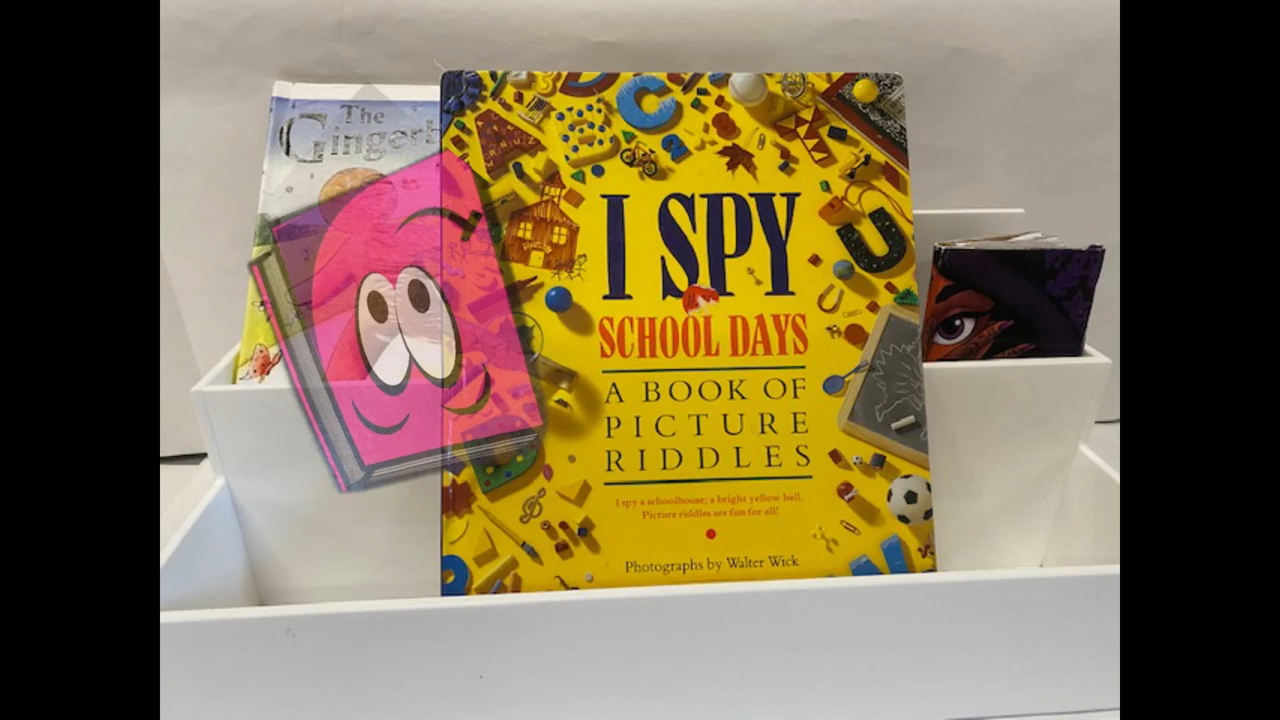 The
Gingerb
I SPY
SCHOOL DAYS
A BOOK OF
PICTURE
RIDDLES
I spy a schoolhouse; a bright yellow ball.
Picture riddles are fun for all!
Photographs by Walter Wick